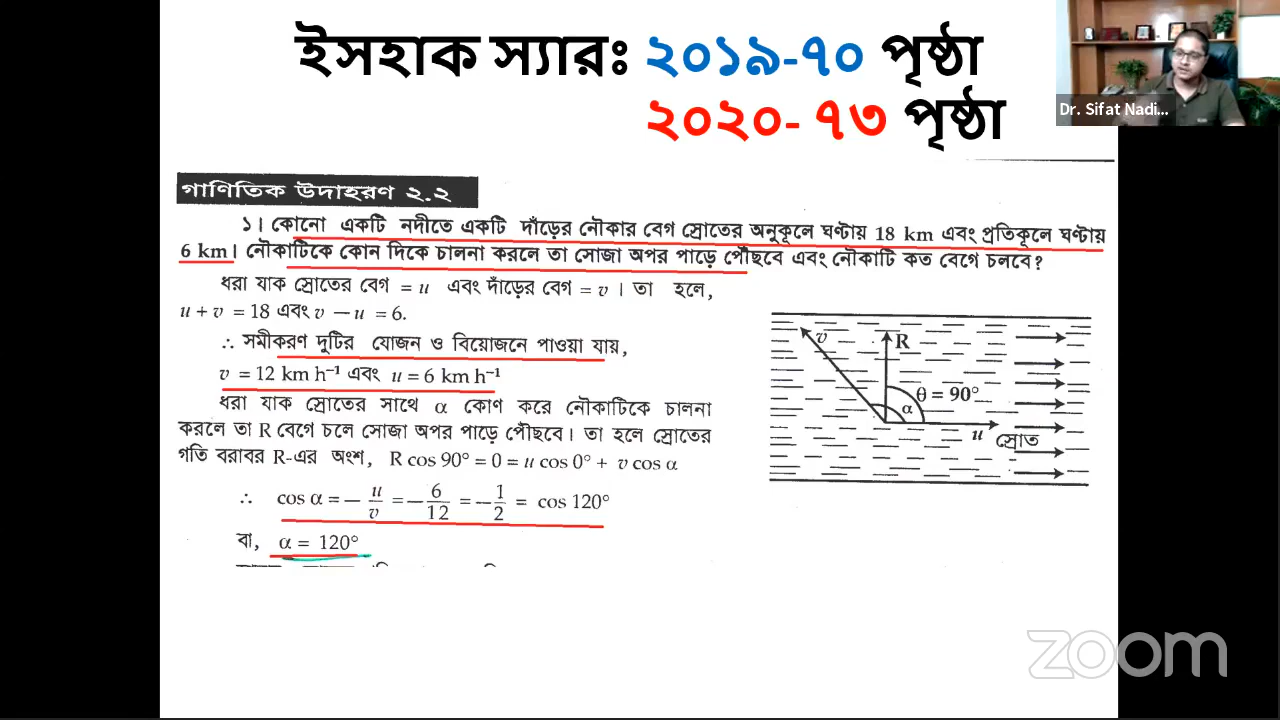 ইসহাক স্যারঃ ২০১৯-৭০ পৃষ্ঠা
২০২০- ৭৩ পৃষ্ঠা
Dr. Sifat Nadi...
গাণিতিক উদাহরণ ২.২
১। কোনো একটি নদীতে একটি দাঁড়ের নৌকার বেগ স্রোতের অনুকূলে ঘণ্টায় 18 km এবং প্রতিকূলে ঘণ্টায়
6 km। নৌকাটিকে কোন দিকে চালনা করলে তা সোজা অপর পাড়ে পৌঁছবে এবং নৌকাটি কত বেগে চলবে?
ধরা যাক স্রোতের বেগ = u এবং দাঁড়ের বেগ = v । তা হলে,
u + v = 18 এবং v − u = 6.
∴ সমীকরণ দুটির যোজন ও বিয়োজনে পাওয়া যায়,
v = 12 km h⁻¹ এবং u = 6 km h⁻¹
ধরা যাক স্রোতের সাথে α কোণ করে নৌকাটিকে চালনা
করলে তা R বেগে চলে সোজা অপর পাড়ে পৌঁছবে। তা হলে স্রোতের
গতি বরাবর R-এর অংশ, R cos 90° = 0 = u cos 0° + v cos α
∴ cos α = − u/v = − 6/12 = − 1/2 = cos 120°
বা, α = 120°
v
R
θ = 90°
α
u স্রোত
zoom